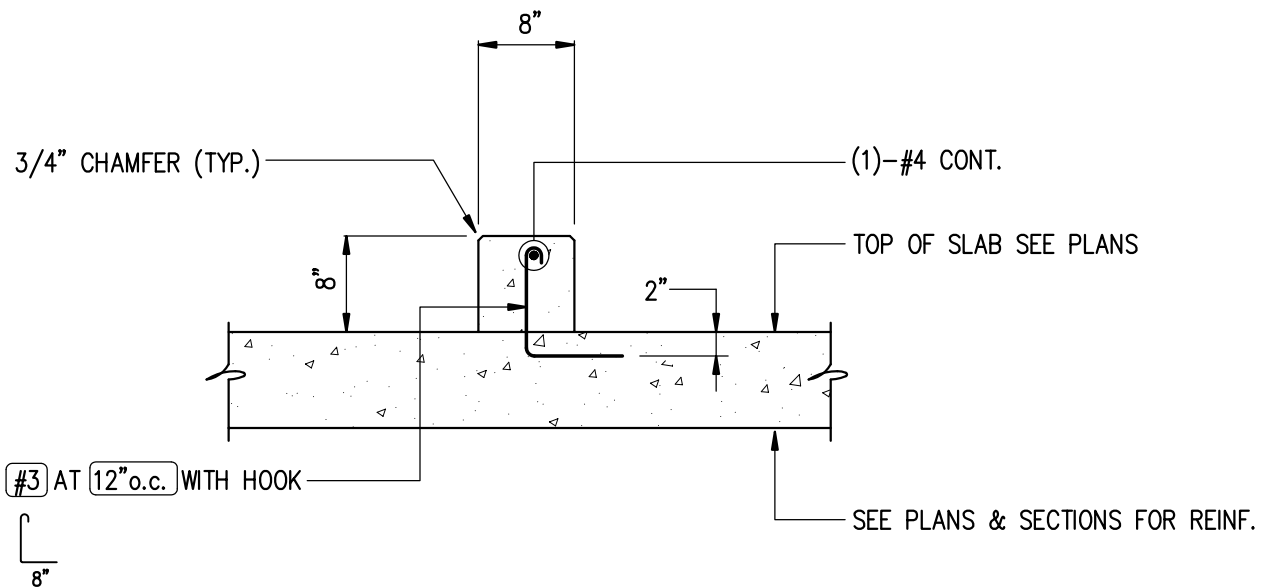 8"
3/4" CHAMFER (TYP.)
(1)-#4 CONT.
TOP OF SLAB SEE PLANS
8"
2"
#3 AT 12"o.c. WITH HOOK
SEE PLANS & SECTIONS FOR REINF.
8"